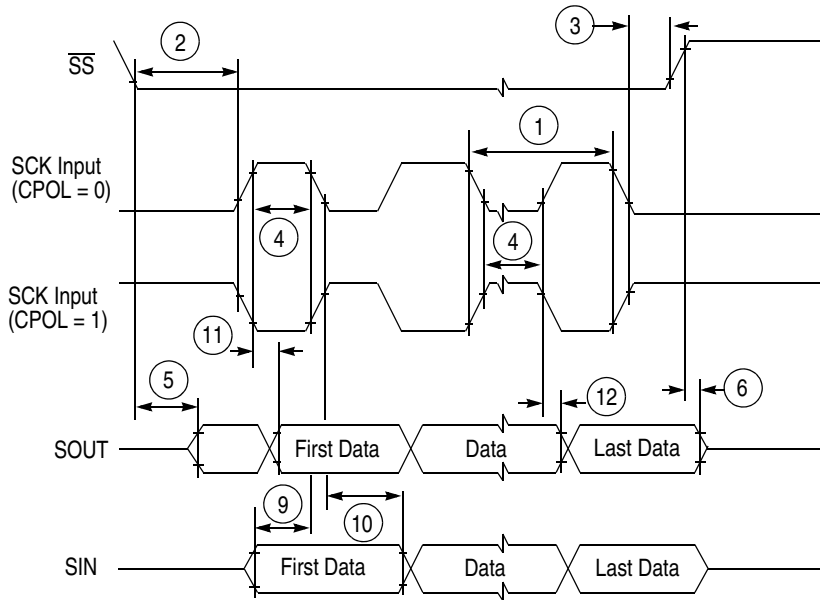 2
3
SS
1
SCK Input
(CPOL = 0)
4
4
SCK Input
(CPOL = 1)
11
5
12
6
SOUT
First Data
Data
Last Data
9
10
SIN
First Data
Data
Last Data